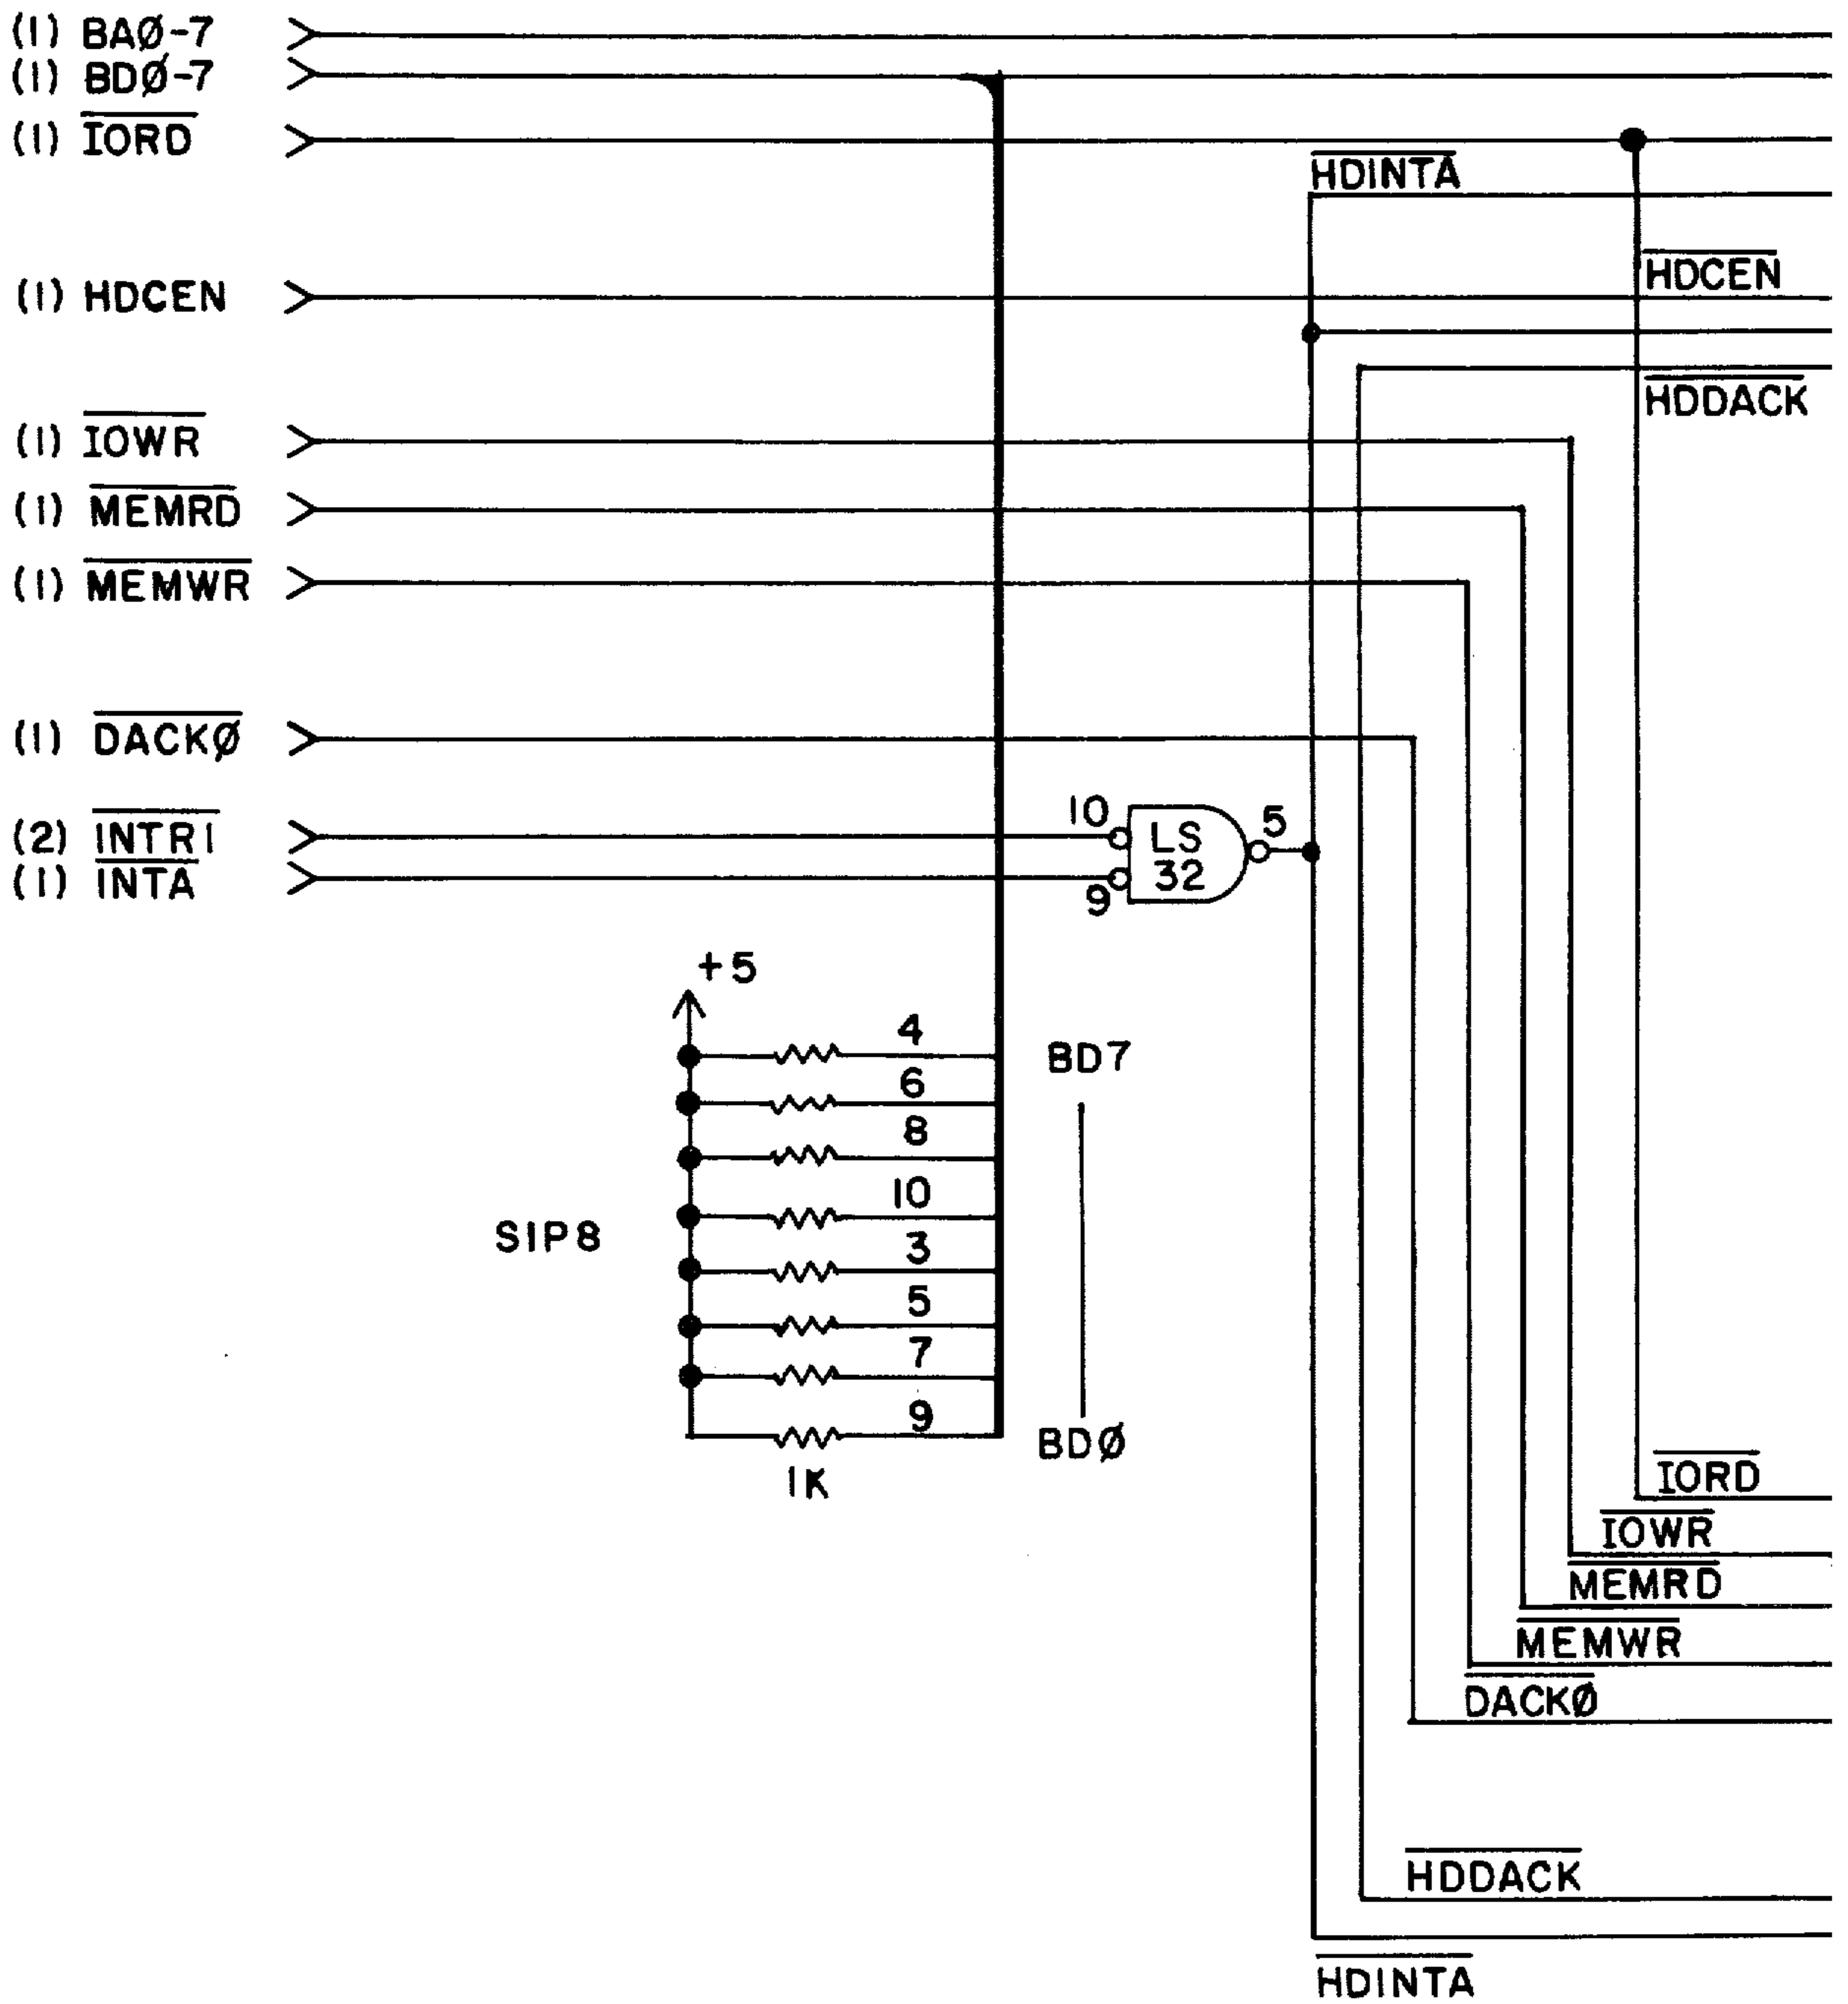 (1) BAØ-7
(1) BDØ-7
(1) IORD
HDINTA
(1) HDCEN
HDCEN
HDDACK
(1) IOWR
(1) MEMRD
(1) MEMWR
(1) DACKØ
(2) INTR1
(1) INTA
10
9
LS
32
5
+5
4
6
8
10
3
5
7
9
SIP8
1K
BD7
BDØ
IORD
IOWR
MEMRD
MEMWR
DACKØ
HDDACK
HDINTA